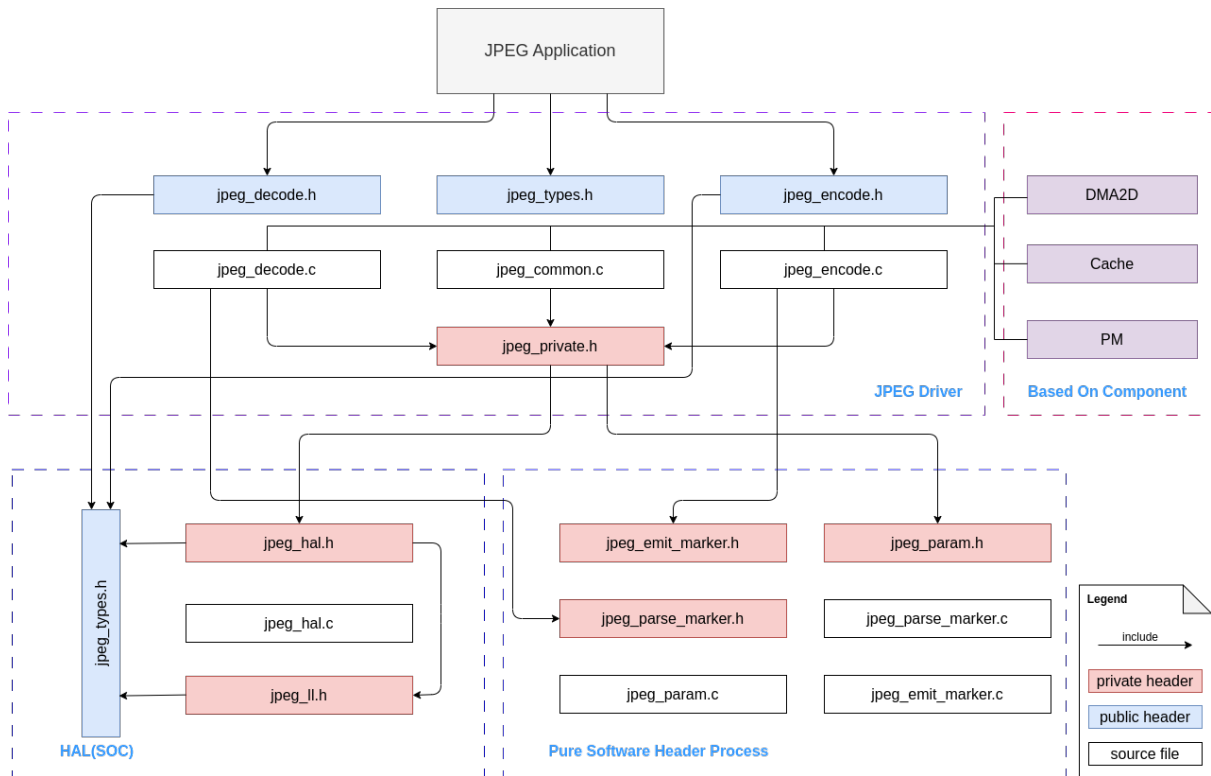 JPEG Application
jpeg_decode.h
jpeg_types.h
jpeg_encode.h
DMA2D
jpeg_decode.c
jpeg_common.c
jpeg_encode.c
Cache
jpeg_private.h
PM
JPEG Driver
Based On Component
jpeg_types.h
jpeg_hal.h
jpeg_hal.c
jpeg_ll.h
HAL(SOC)
jpeg_emit_marker.h
jpeg_param.h
jpeg_parse_marker.h
jpeg_parse_marker.c
jpeg_param.c
jpeg_emit_marker.c
Pure Software Header Process
Legend
include
private header
public header
source file